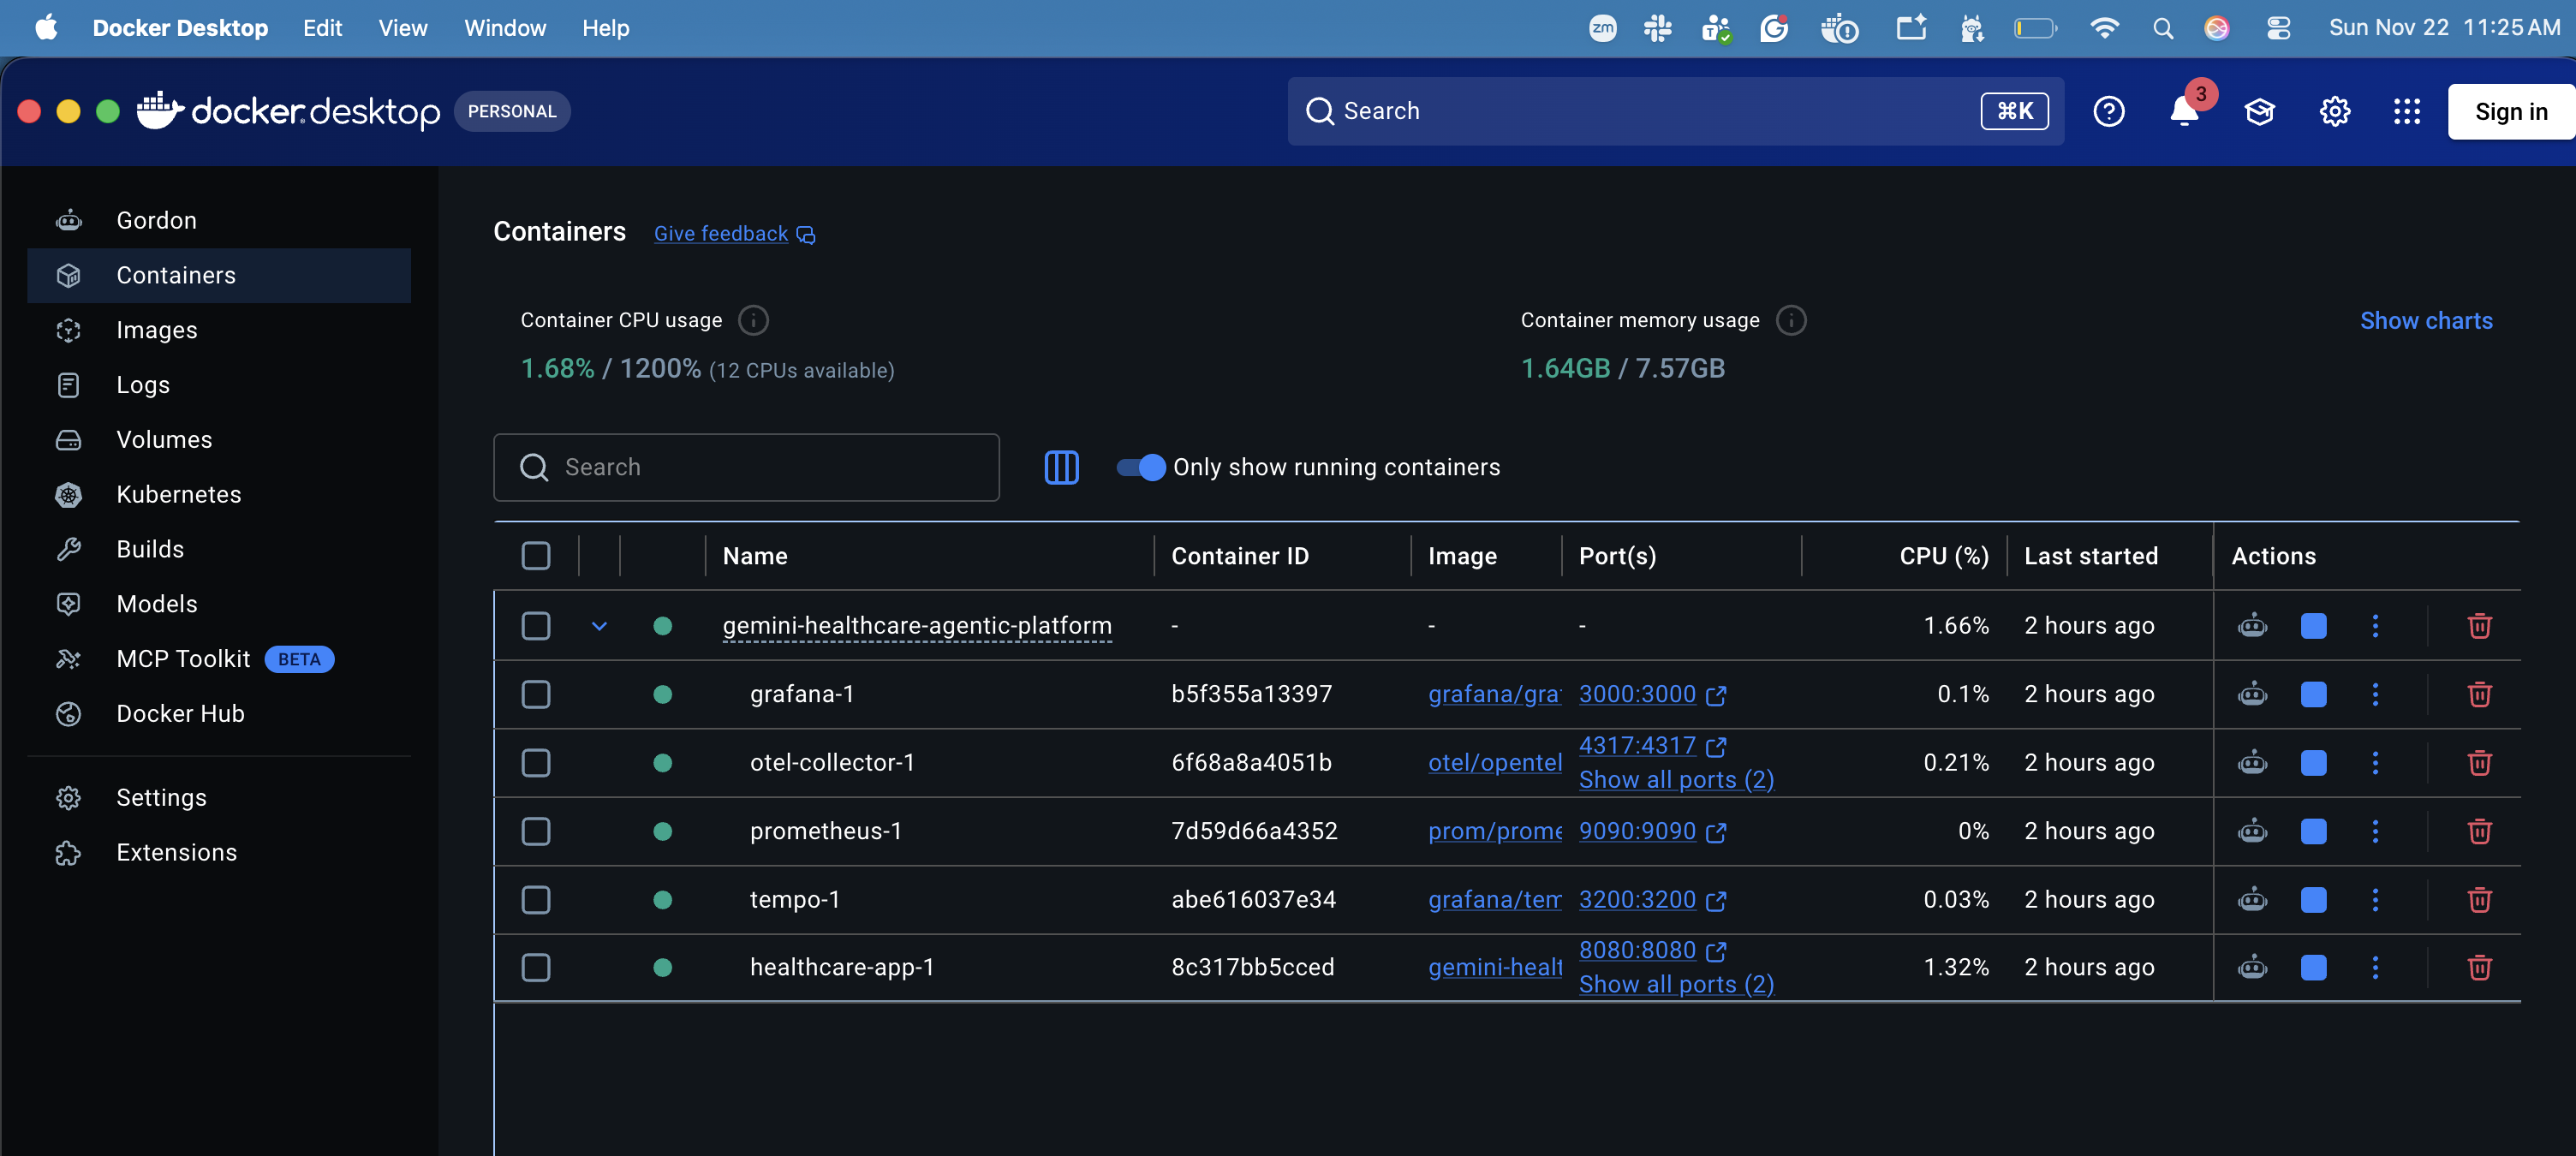 Docker Desktop Edit View Window Help zm T Sun Nov 22 11:25 AM
docker desktop PERSONAL Search ⌘K 3 Sign in
Gordon
Containers
Images
Logs
Volumes
Kubernetes
Builds
Models
MCP Toolkit BETA
Docker Hub
Settings
Extensions
Containers Give feedback
Container CPU usage Container memory usage Show charts
1.68% / 1200% (12 CPUs available) 1.64GB / 7.57GB
Search Only show running containers
Name Container ID Image Port(s) CPU (%) Last started Actions
gemini-healthcare-agentic-platform - - - 1.66% 2 hours ago
grafana-1 b5f355a13397 grafana/gra 3000:3000 0.1% 2 hours ago
otel-collector-1 6f68a8a4051b otel/opentel 4317:4317 0.21% 2 hours ago
Show all ports (2)
prometheus-1 7d59d66a4352 prom/prome 9090:9090 0% 2 hours ago
tempo-1 abe616037e34 grafana/tem 3200:3200 0.03% 2 hours ago
healthcare-app-1 8c317bb5cced gemini-healt 8080:8080 1.32% 2 hours ago
Show all ports (2)